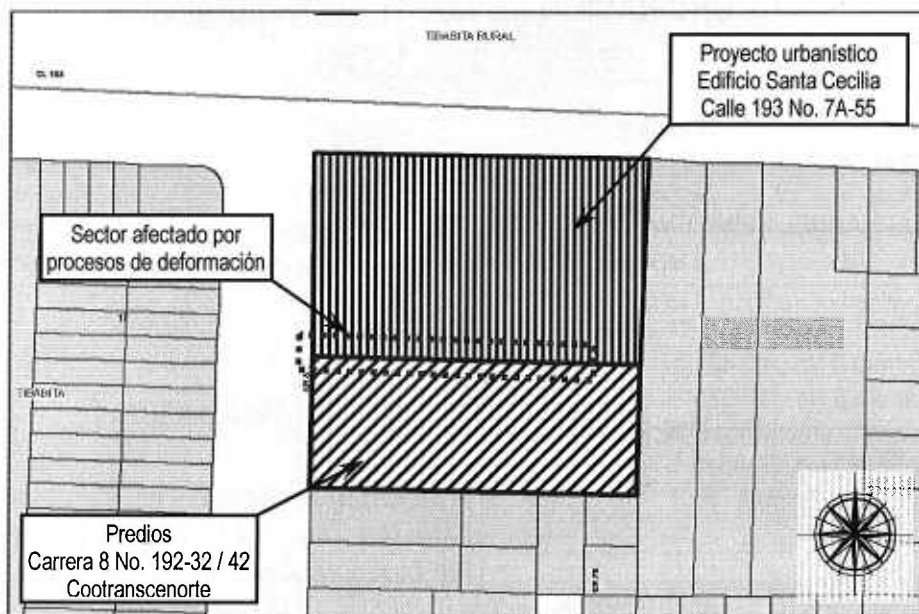 TIBABITA RURAL
Proyecto urbanístico
Edificio Santa Cecilia
Calle 193 No. 7A-55
Sector afectado por
procesos de deformación
TIBABITA
Predios
Carrera 8 No. 192-32 / 42
Cootranscenorte